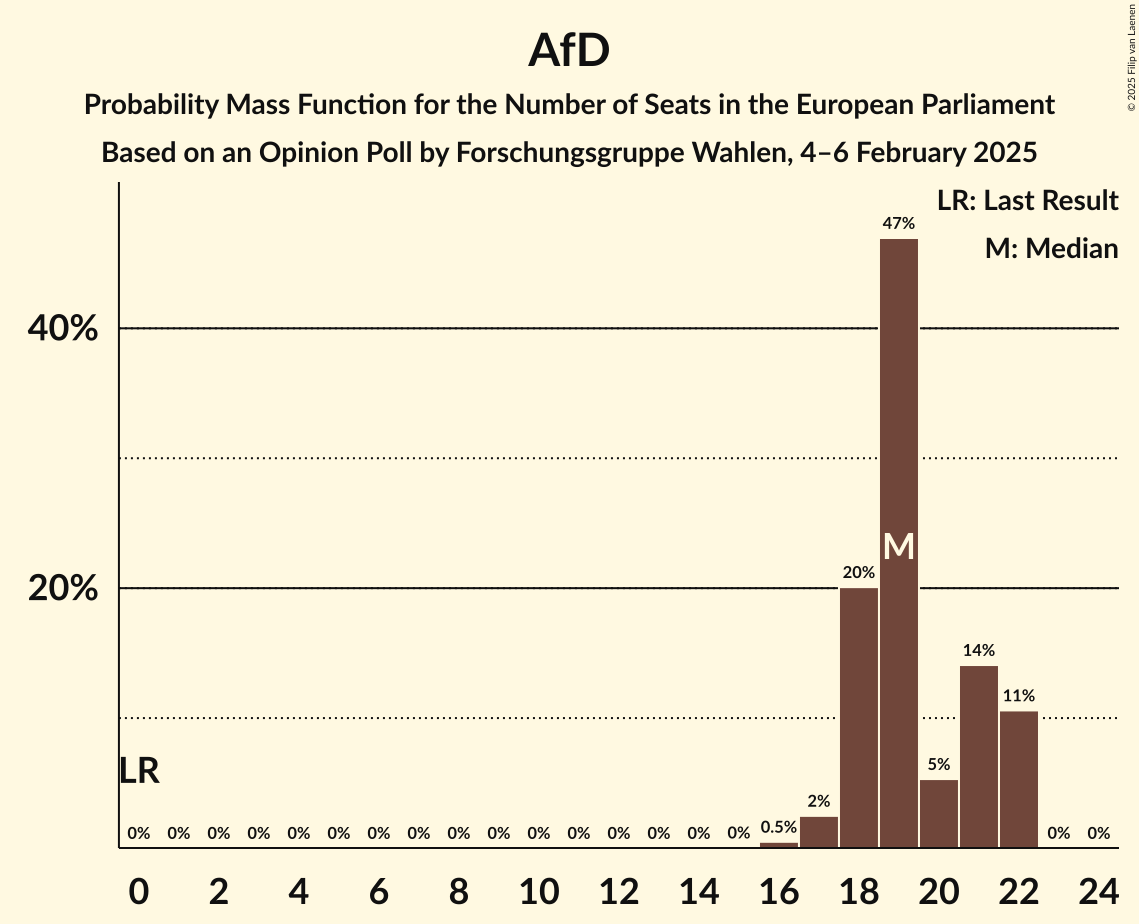 AfD
Probability Mass Function for the Number of Seats in the European Parliament
Based on an Opinion Poll by Forschungsgruppe Wahlen, 4–6 February 2025
© 2025 Filip van Laenen
LR: Last Result
M: Median
40%
20%
LR
M
0% 0% 0% 0% 0% 0% 0% 0% 0% 0% 0% 0% 0% 0% 0% 0% 0.5% 2% 20% 47% 5% 14% 11% 0% 0%
0 2 4 6 8 10 12 14 16 18 20 22 24